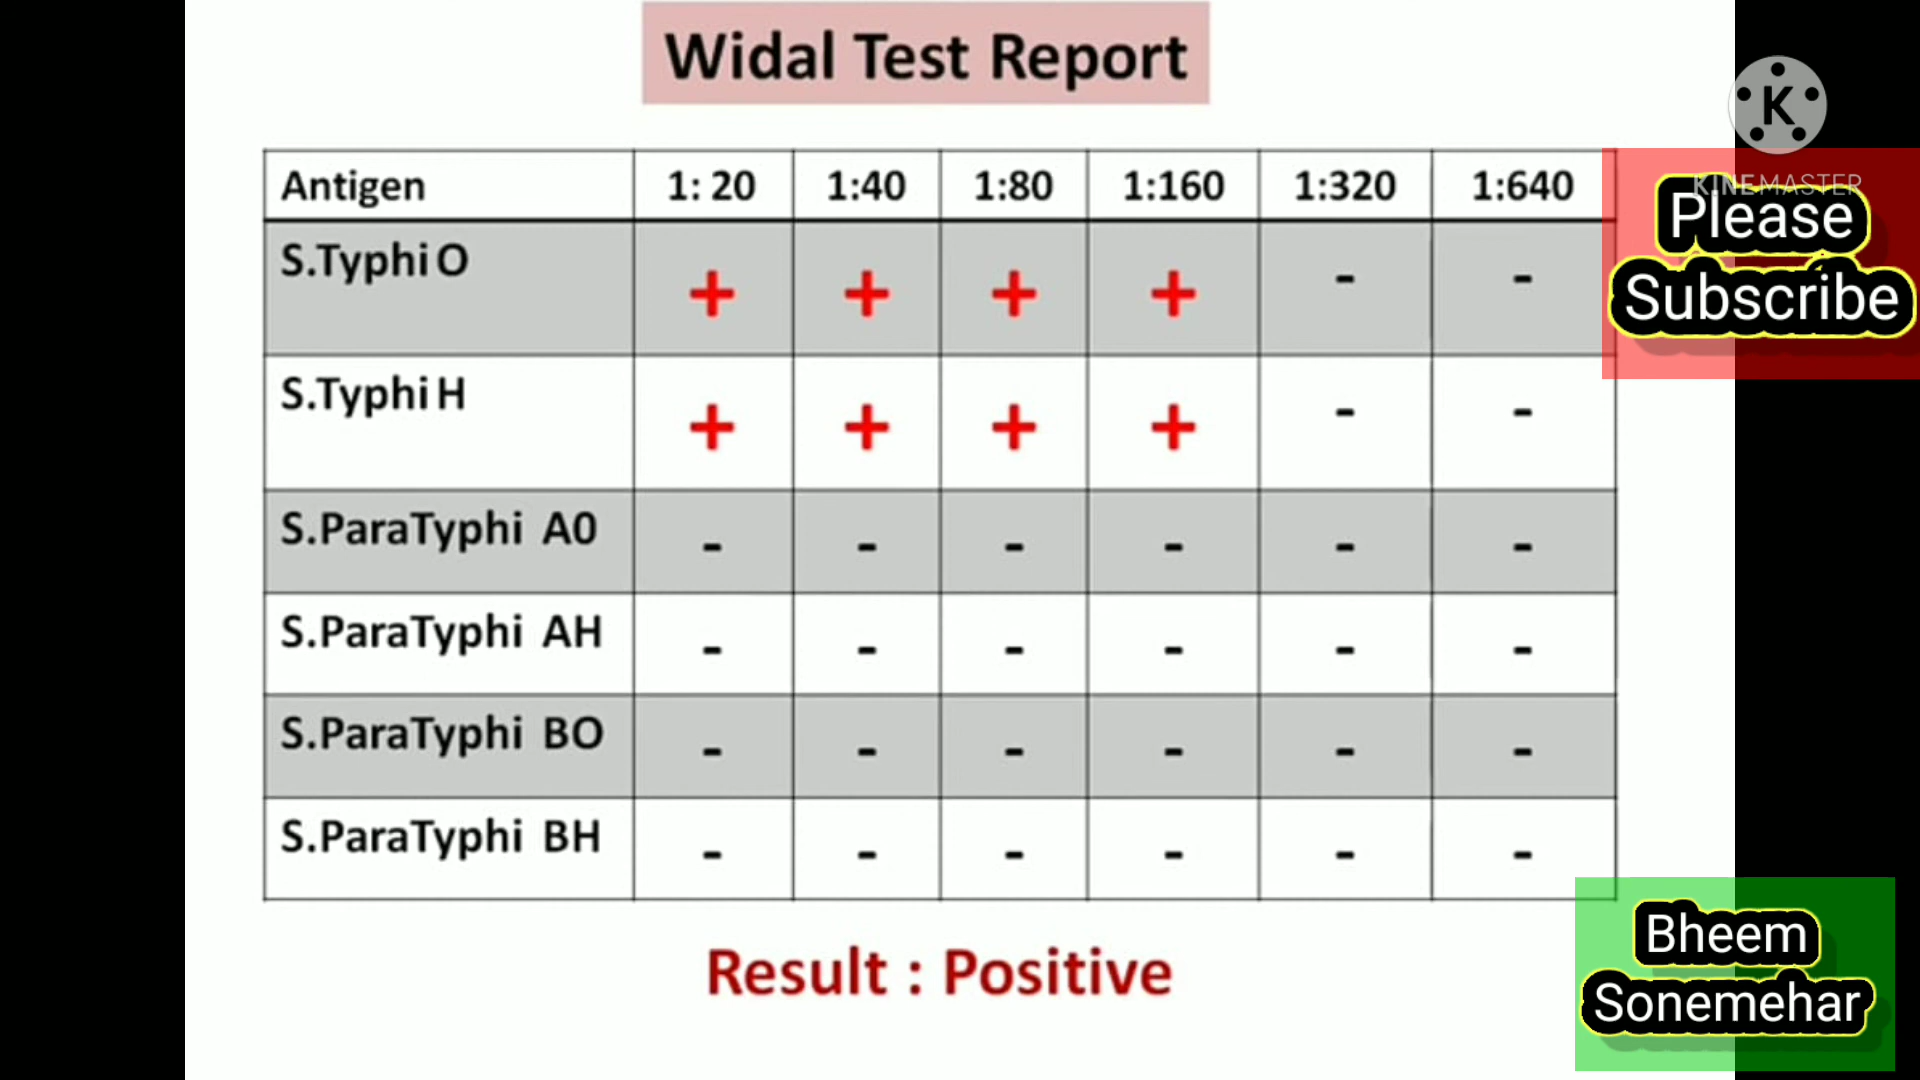 Widal Test Report
Antigen 1: 20 1:40 1:80 1:160 1:320 1:640
S.Typhi O + + + + - -
S.Typhi H + + + + - -
S.ParaTyphi A0 - - - - - -
S.ParaTyphi AH - - - - - -
S.ParaTyphi BO - - - - - -
S.ParaTyphi BH - - - - - -
Result : Positive
K
KINEMASTER
Please
Subscribe
Bheem
Sonemehar